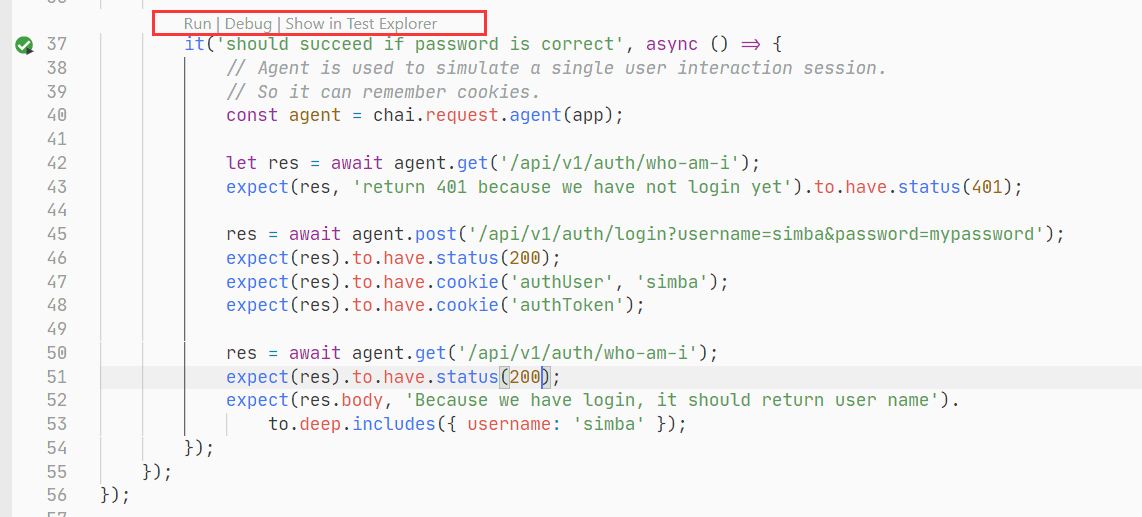 Run | Debug | Show in Test Explorer
37 it('should succeed if password is correct', async () => {
38 // Agent is used to simulate a single user interaction session.
39 // So it can remember cookies.
40 const agent = chai.request.agent(app);
41
42 let res = await agent.get('/api/v1/auth/who-am-i');
43 expect(res, 'return 401 because we have not login yet').to.have.status(401);
44
45 res = await agent.post('/api/v1/auth/login?username=simba&password=mypassword');
46 expect(res).to.have.status(200);
47 expect(res).to.have.cookie('authUser', 'simba');
48 expect(res).to.have.cookie('authToken');
49
50 res = await agent.get('/api/v1/auth/who-am-i');
51 expect(res).to.have.status(200);
52 expect(res.body, 'Because we have login, it should return user name').
53 to.deep.includes({ username: 'simba' });
54 });
55 });
56 });